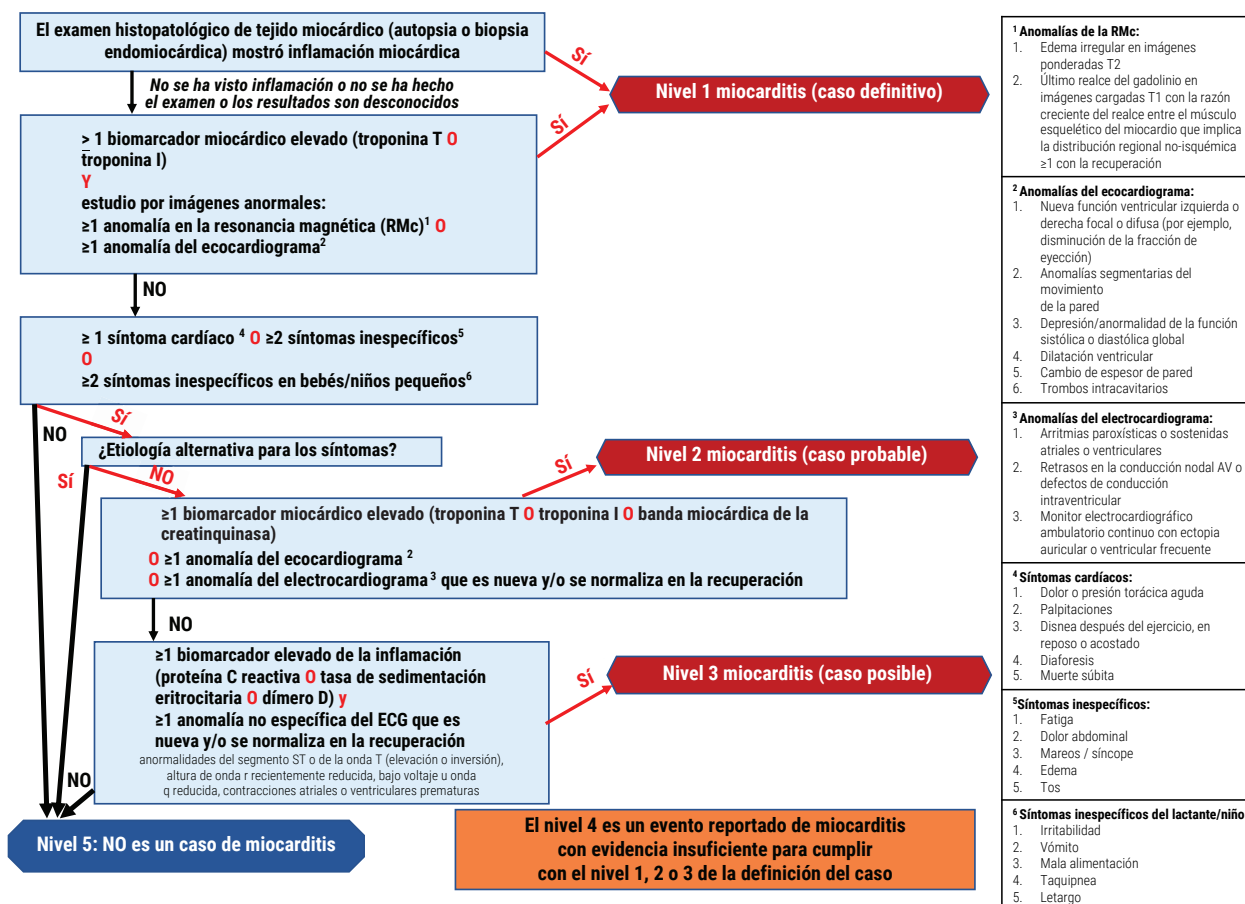 El examen histopatológico de tejido miocárdico (autopsia o biopsia
endomiocárdica) mostró inflamación miocárdica
Sí
No se ha visto inflamación o no se ha hecho
el examen o los resultados son desconocidos
Nivel 1 miocarditis (caso definitivo)
Sí
> 1 biomarcador miocárdico elevado (troponina T O
troponina I)
Y
estudio por imágenes anormales:
≥1 anomalía en la resonancia magnética (RMc)¹ O
≥1 anomalía del ecocardiograma²
NO
≥ 1 síntoma cardíaco ⁴ O ≥2 síntomas inespecíficos⁵
O
≥2 síntomas inespecíficos en bebés/niños pequeños⁶
Sí
NO
¿Etiología alternativa para los síntomas?
Sí
NO
Sí
Nivel 2 miocarditis (caso probable)
≥1 biomarcador miocárdico elevado (troponina T O troponina I O banda miocárdica de la
creatinquinasa)
O ≥1 anomalía del ecocardiograma ²
O ≥1 anomalía del electrocardiograma³ que es nueva y/o se normaliza en la recuperación
NO
≥1 biomarcador elevado de la inflamación
(proteína C reactiva O tasa de sedimentación
eritrocitaria O dímero D) y
≥1 anomalía no específica del ECG que es
nueva y/o se normaliza en la recuperación
anormalidades del segmento ST o de la onda T (elevación o inversión),
altura de onda r recientemente reducida, bajo voltaje u onda
q reducida, contracciones atriales o ventriculares prematuras
Sí
Nivel 3 miocarditis (caso posible)
NO
Nivel 5: NO es un caso de miocarditis
El nivel 4 es un evento reportado de miocarditis
con evidencia insuficiente para cumplir
con el nivel 1, 2 o 3 de la definición del caso
¹ Anomalías de la RMc:
1. Edema irregular en imágenes
ponderadas T2
2. Último realce del gadolinio en
imágenes cargadas T1 con la razón
creciente del realce entre el músculo
esquelético del miocardio que implica
la distribución regional no-isquémica
≥1 con la recuperación
² Anomalías del ecocardiograma:
1. Nueva función ventricular izquierda o
derecha focal o difusa (por ejemplo,
disminución de la fracción de
eyección)
2. Anomalías segmentarias del
movimiento
de la pared
3. Depresión/anormalidad de la función
sistólica o diastólica global
4. Dilatación ventricular
5. Cambio de espesor de pared
6. Trombos intracavitarios
³ Anomalías del electrocardiograma:
1. Arritmias paroxísticas o sostenidas
atriales o ventriculares
2. Retrasos en la conducción nodal AV o
defectos de conducción
intraventricular
3. Monitor electrocardiográfico
ambulatorio continuo con ectopia
auricular o ventricular frecuente
⁴ Síntomas cardíacos:
1. Dolor o presión torácica aguda
2. Palpitaciones
3. Disnea después del ejercicio, en
reposo o acostado
4. Diaforesis
5. Muerte súbita
⁵Síntomas inespecíficos:
1. Fatiga
2. Dolor abdominal
3. Mareos / síncope
4. Edema
5. Tos
⁶ Síntomas inespecíficos del lactante/niño
1. Irritabilidad
2. Vómito
3. Mala alimentación
4. Taquipnea
5. Letargo